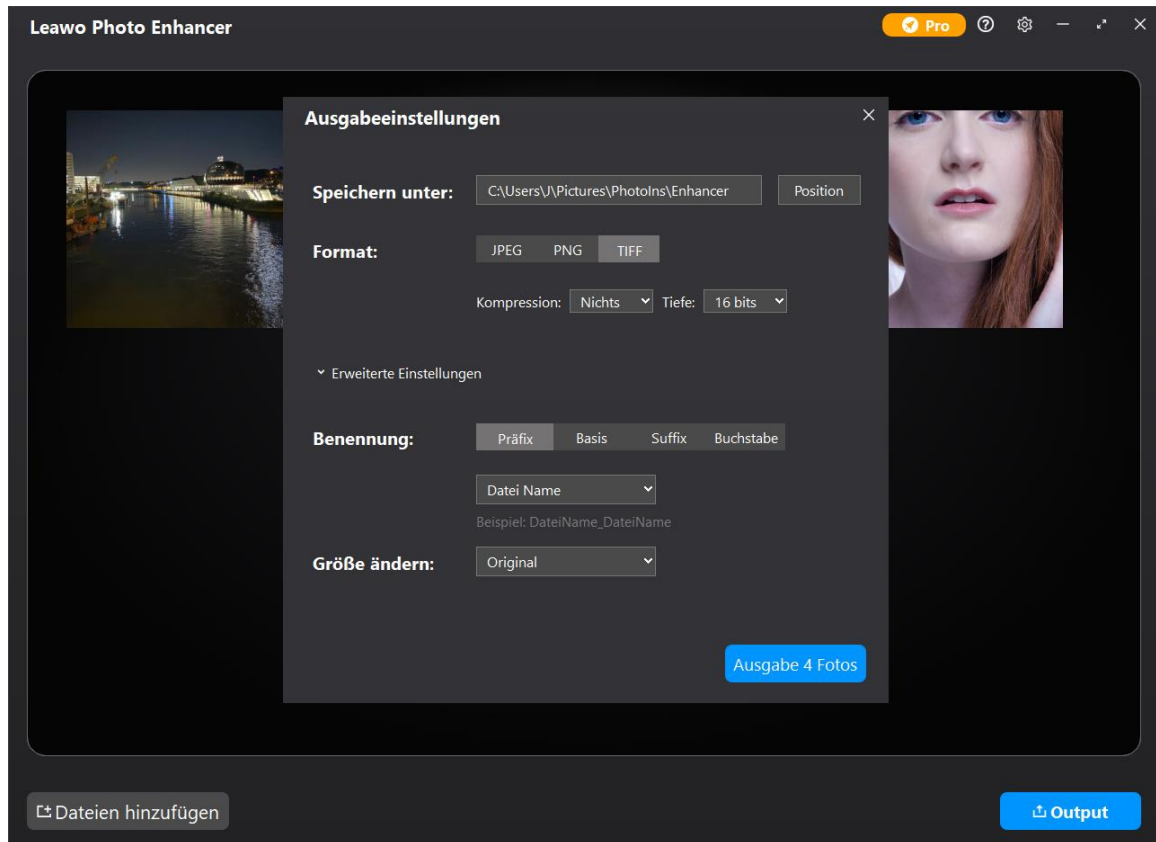 Leawo Photo Enhancer
Pro
Ausgabeeinstellungen
Speichern unter: C:\Users\J\Pictures\PhotoIns\Enhancer Position
Format: JPEG PNG TIFF
Kompression: Nichts Tiefe: 16 bits
Erweiterte Einstellungen
Benennung: Präfix Basis Suffix Buchstabe
Datei Name
Beispiel: DateiName_DateiName
Größe ändern: Original
Ausgabe 4 Fotos
Dateien hinzufügen
Output